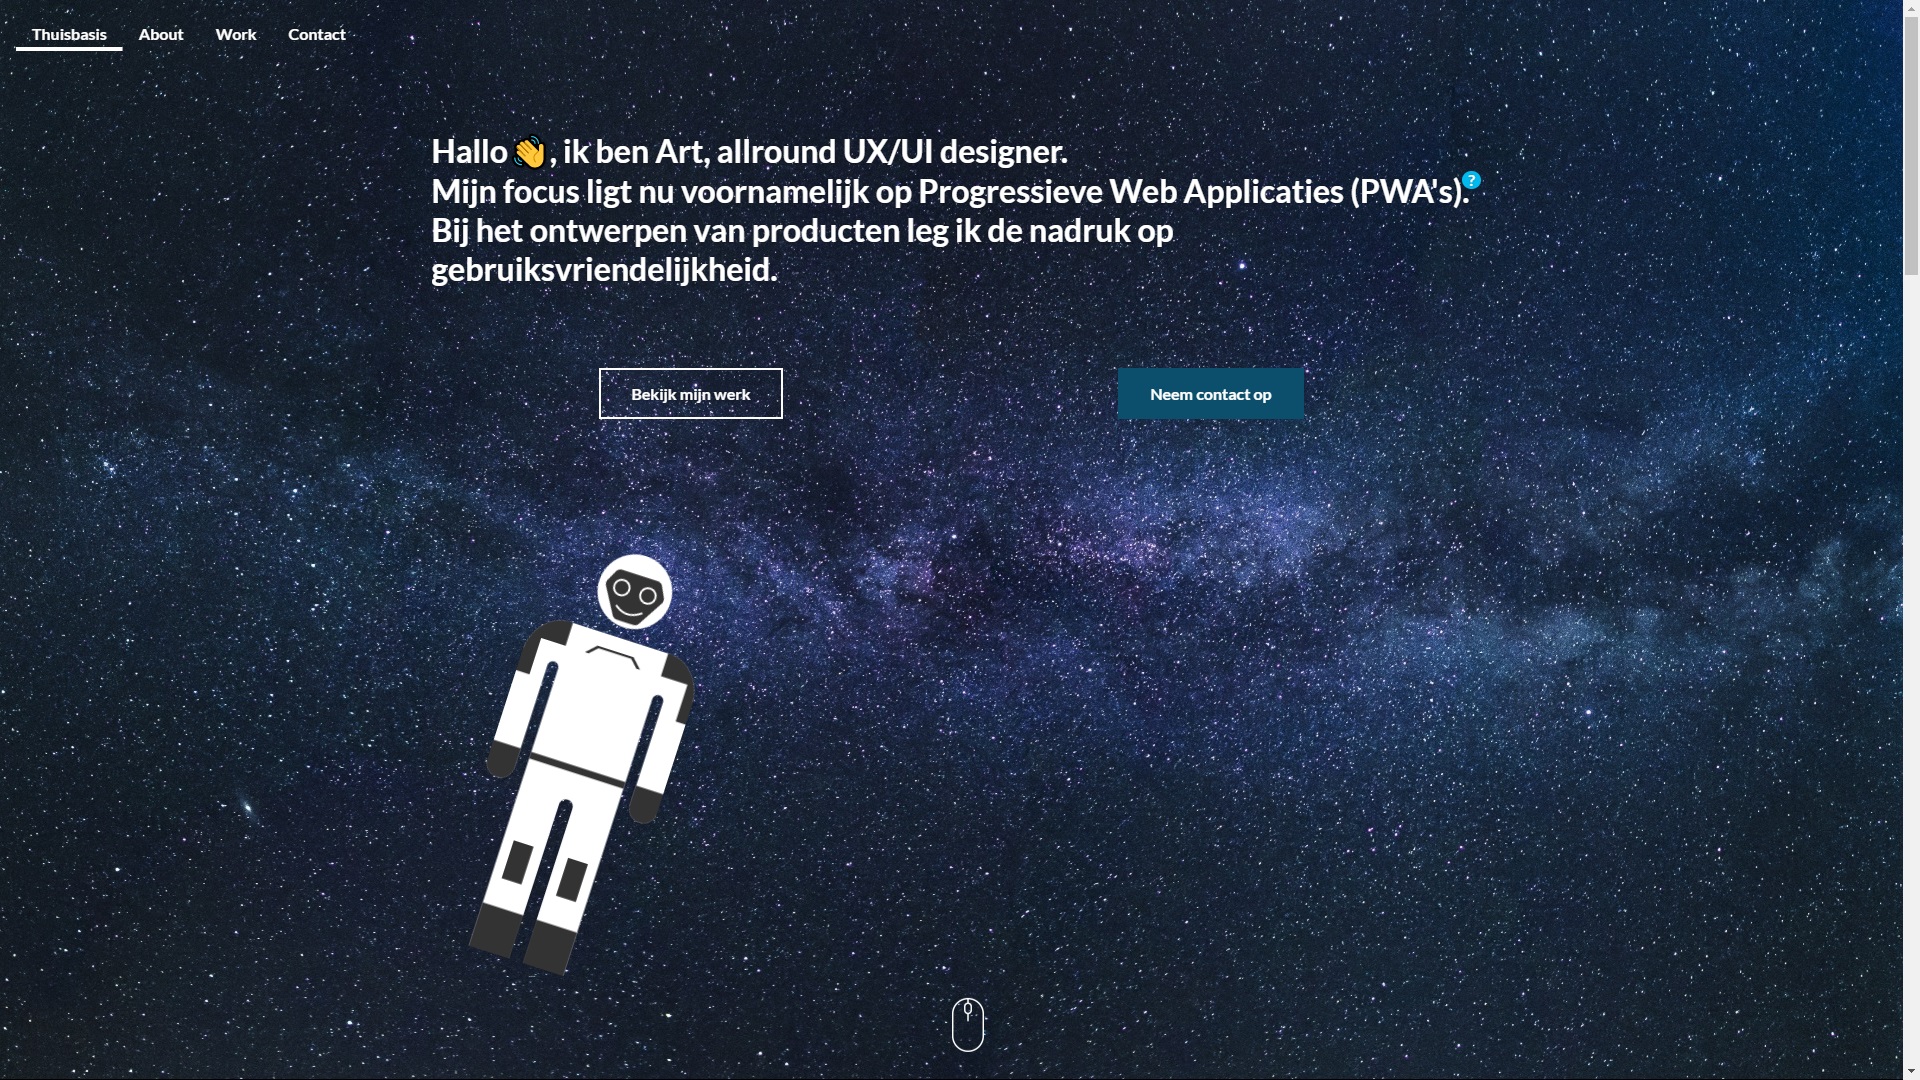 Thuisbasis About Work Contact
Hallo 👋, ik ben Art, allround UX/UI designer.
Mijn focus ligt nu voornamelijk op Progressieve Web Applicaties (PWA's).?
Bij het ontwerpen van producten leg ik de nadruk op
gebruiksvriendelijkheid.
Bekijk mijn werk
Neem contact op